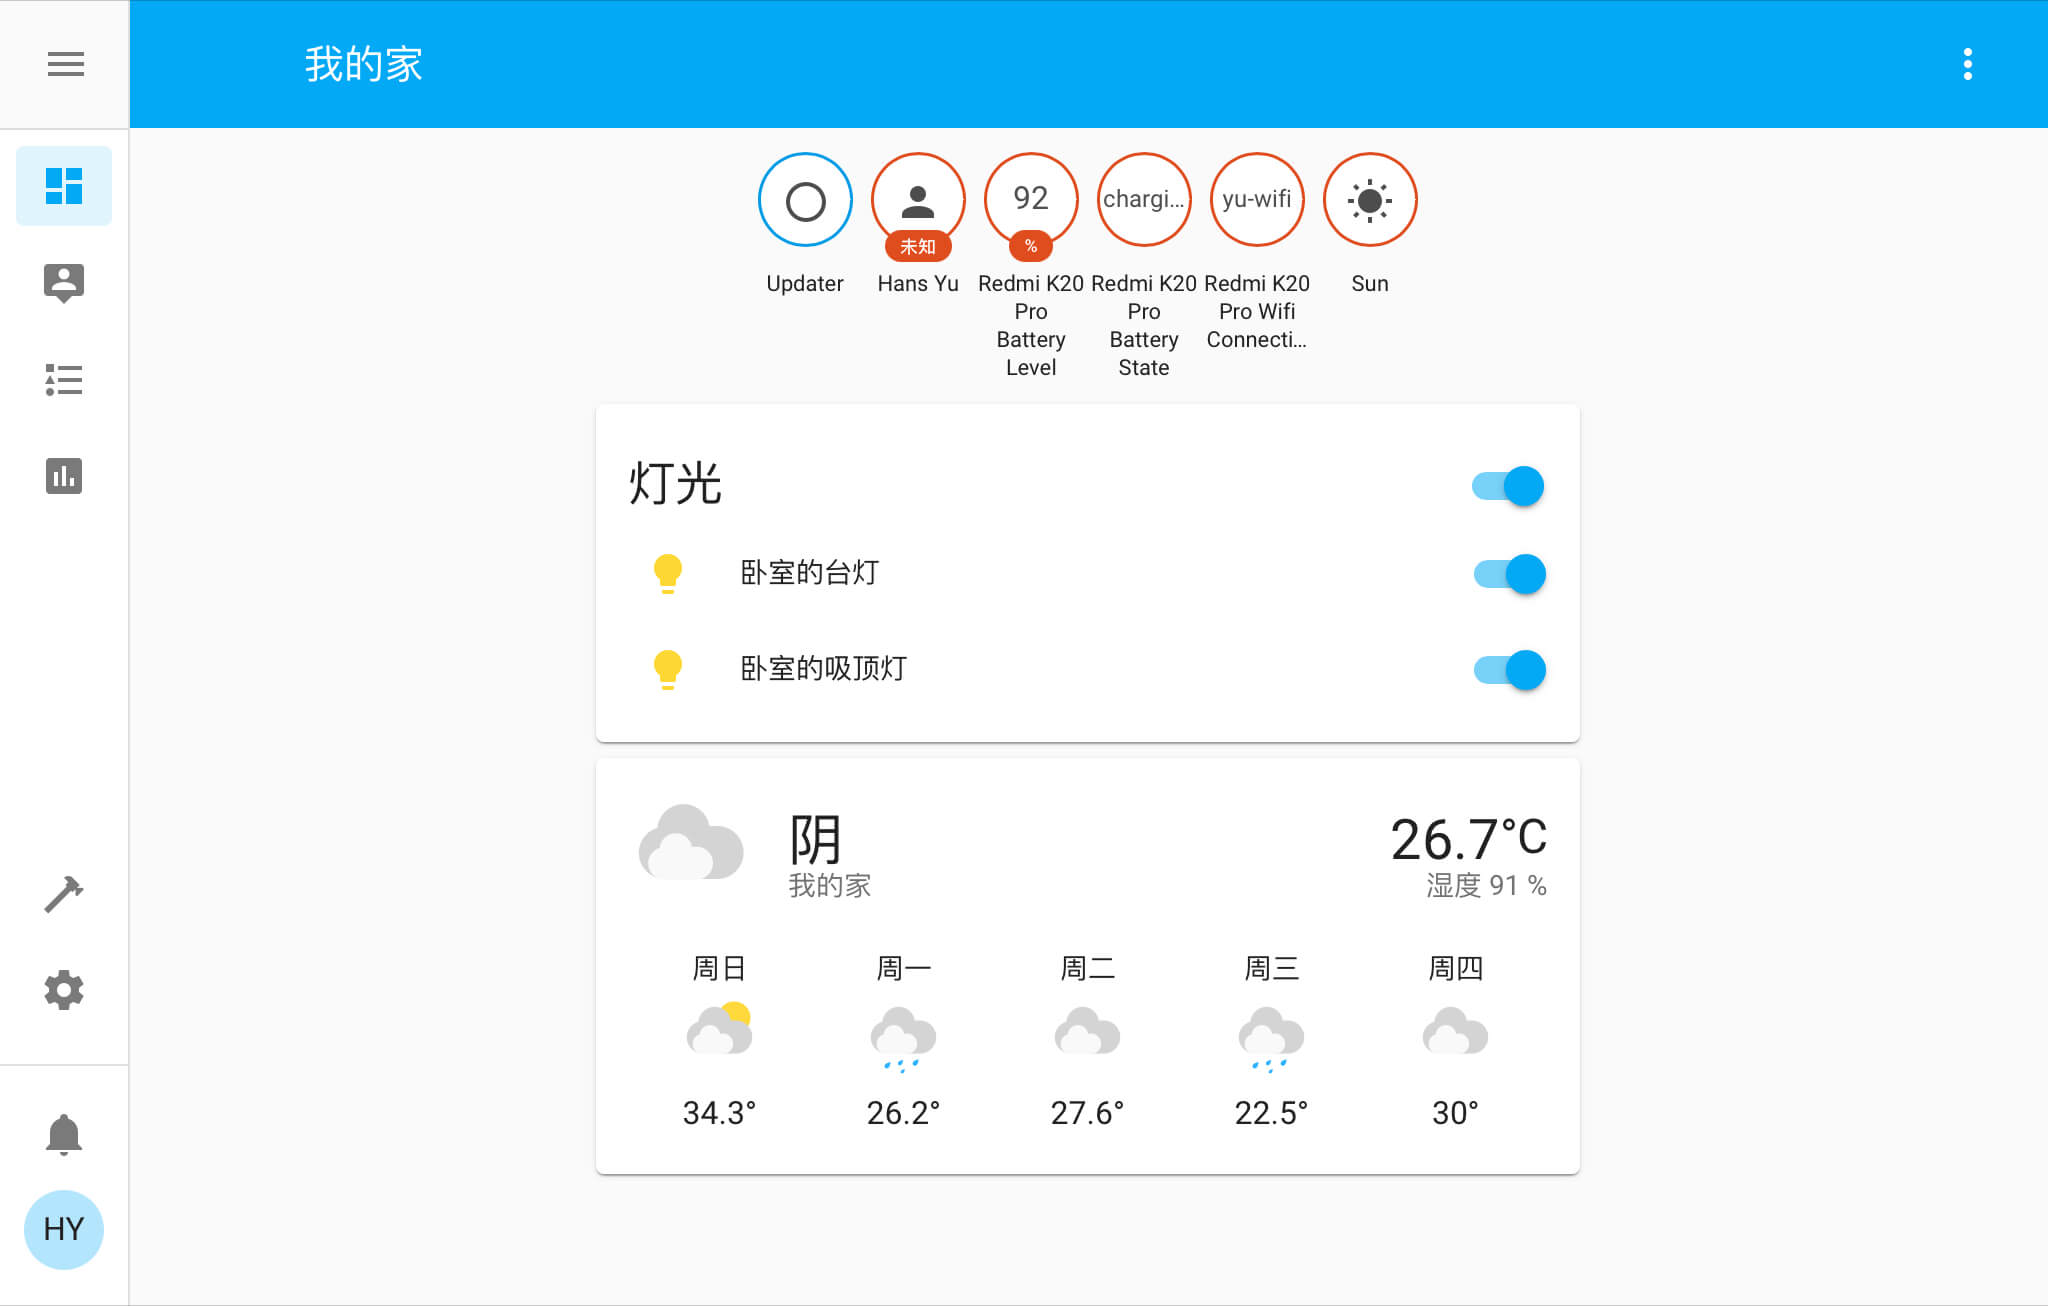 我的家
92
chargi...
yu-wifi
未知
%
Updater
Hans Yu
Redmi K20
Pro
Battery
Level
Redmi K20
Pro
Battery
State
Redmi K20
Pro Wifi
Connecti...
Sun
灯光
卧室的台灯
卧室的吸顶灯
阴
26.7°C
我的家
湿度 91 %
周日
周一
周二
周三
周四
34.3°
26.2°
27.6°
22.5°
30°
HY